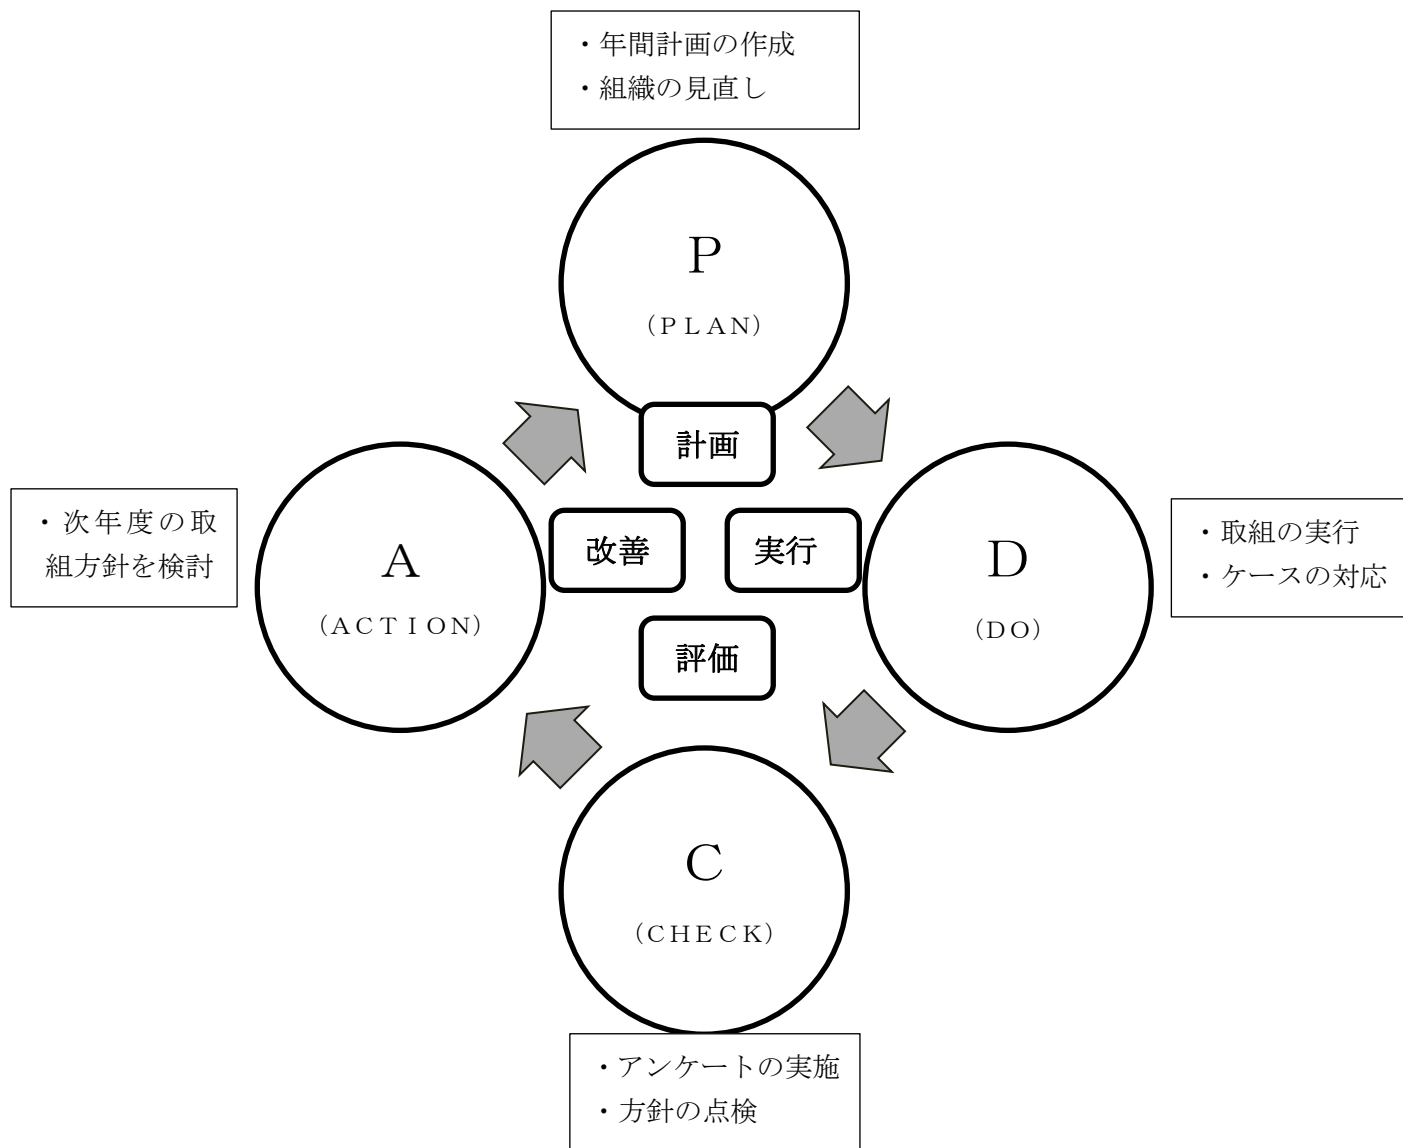 ・年間計画の作成
・組織の見直し
P
（ＰＬＡＮ）
計画
・次年度の取
組方針を検討
A
（ＡＣＴＩＯＮ）
改善
実行
D
（ＤＯ）
・取組の実行
・ケースの対応
評価
C
（ＣＨＥＣＫ）
・アンケートの実施
・方針の点検